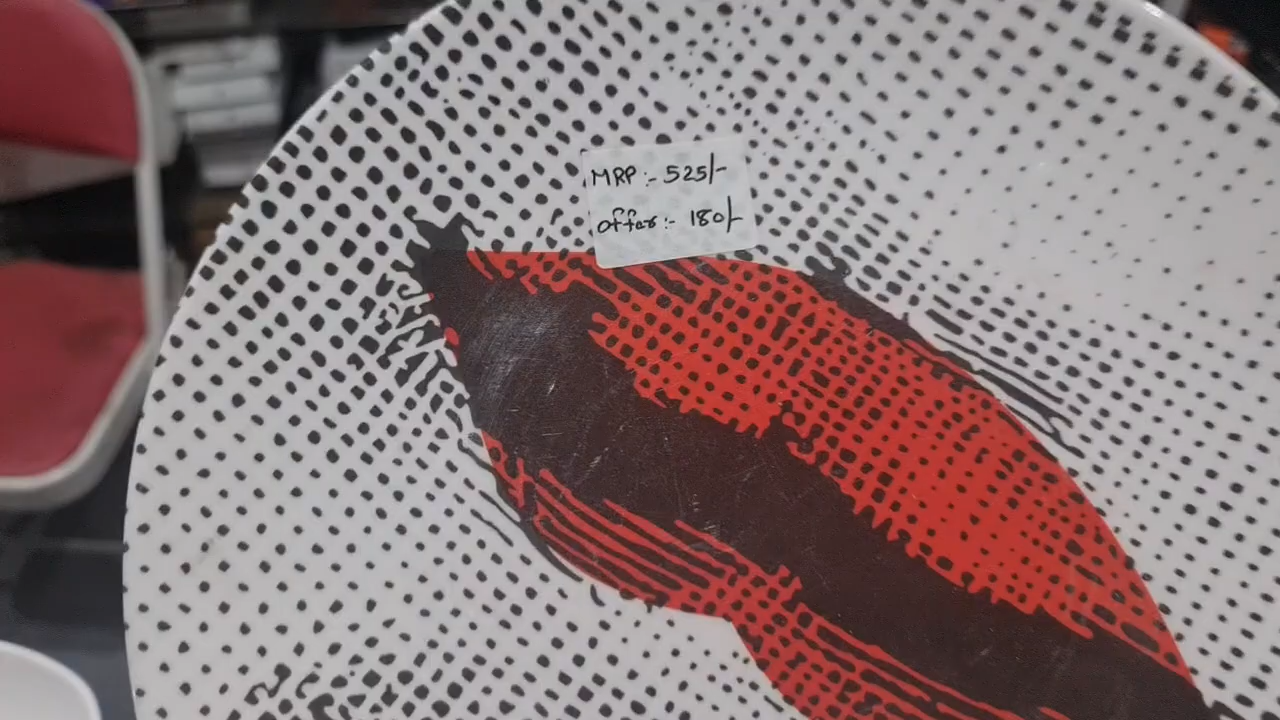 MRP :- 525/-
offer :- 180/-